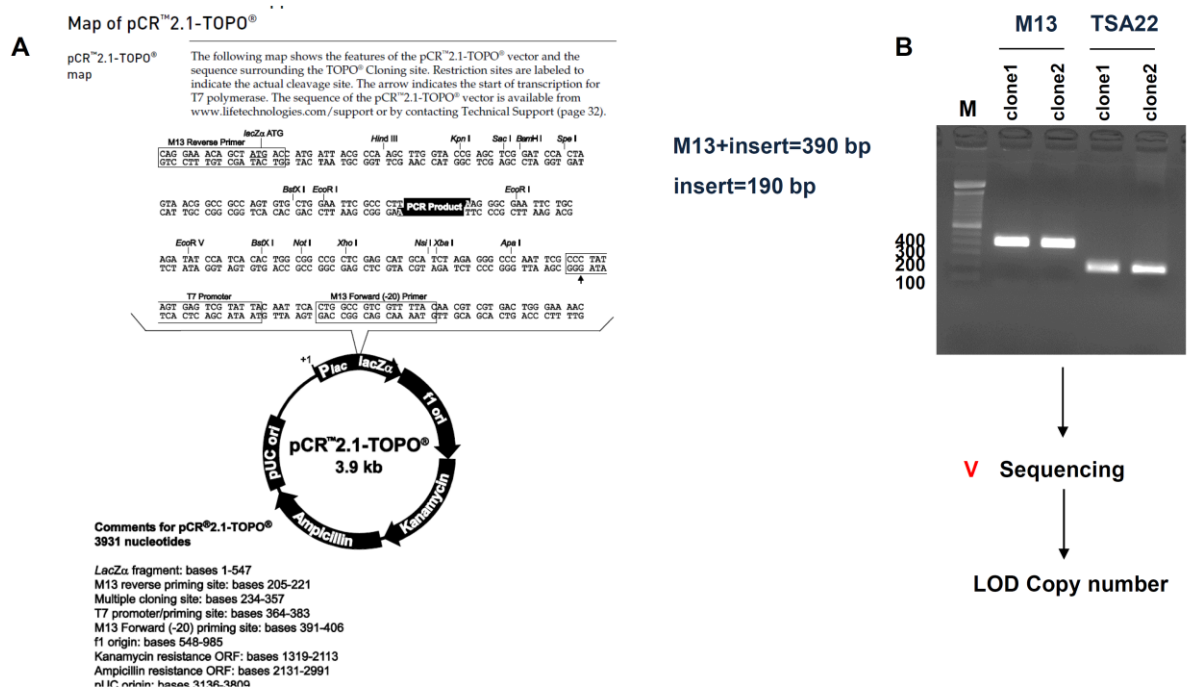 Map of pCR™2.1-TOPO®
A
pCR™2.1-TOPO®
map
The following map shows the features of the pCR™2.1-TOPO® vector and the
sequence surrounding the TOPO® Cloning site. Restriction sites are labeled to
indicate the actual cleavage site. The arrow indicates the start of transcription for
T7 polymerase. The sequence of the pCR™2.1-TOPO® vector is available from
www.lifetechnologies.com/support or by contacting Technical Support (page 32).
lacZα ATG
M13 Reverse Primer
Hind III Kpn I Sac I BamH I Spe I
CAG GAA ACA GCT ATG ACC ATG ATT ACG CCA AGC TTG GTA CCG AGC TCG GAT CCA CTA
GTC CTT TGT CGA TAC TGG TAC TAA TGC GGT TCG AAC CAT GGC TCG AGC CTA GGT GAT
BstX I EcoR I EcoR I
GTA ACG GCC GCC AGT GTG CTG GAA TTC GCC CTT PCR Product AAG GGC GAA TTC TGC
CAT TGC CGG CGG TCA CAC GAC CTT AAG CGG GAA TTC CCG CTT AAG ACG
EcoR V BstX I Not I Xho I Nsi I Xba I Apa I
AGA TAT CCA TCA CAC TGG CGG CCG CTC GAG CAT GCA TCT AGA GGG CCC AAT TCG CCC TAT
TCT ATA GGT AGT GTG ACC GCC GGC GAG CTC GTA CGT AGA TCT CCC GGG TTA AGC GGG ATA
T7 Promoter M13 Forward (-20) Primer
AGT GAG TCG TAT TAC AAT TCA CTG GCC GTC GTT TTA CAA CGT CGT GAC TGG GAA AAC
TCA CTC AGC ATA ATG TTA AGT GAC CGG CAG CAA AAT GTT GCA GCA CTG ACC CTT TTG
+1
Plac
lacZα
f1 ori
Kanamycin
Ampicillin
pUC ori
pCR™2.1-TOPO®
3.9 kb
Comments for pCR®2.1-TOPO®
3931 nucleotides
LacZα fragment: bases 1-547
M13 reverse priming site: bases 205-221
Multiple cloning site: bases 234-357
T7 promoter/priming site: bases 364-383
M13 Forward (-20) priming site: bases 391-406
f1 origin: bases 548-985
Kanamycin resistance ORF: bases 1319-2113
Ampicillin resistance ORF: bases 2131-2991
pUC origin: bases 3136-3809
M13+insert=390 bp
insert=190 bp
B
M13 TSA22
M clone1 clone2 clone1 clone2
400
300
200
100
V Sequencing
LOD Copy number